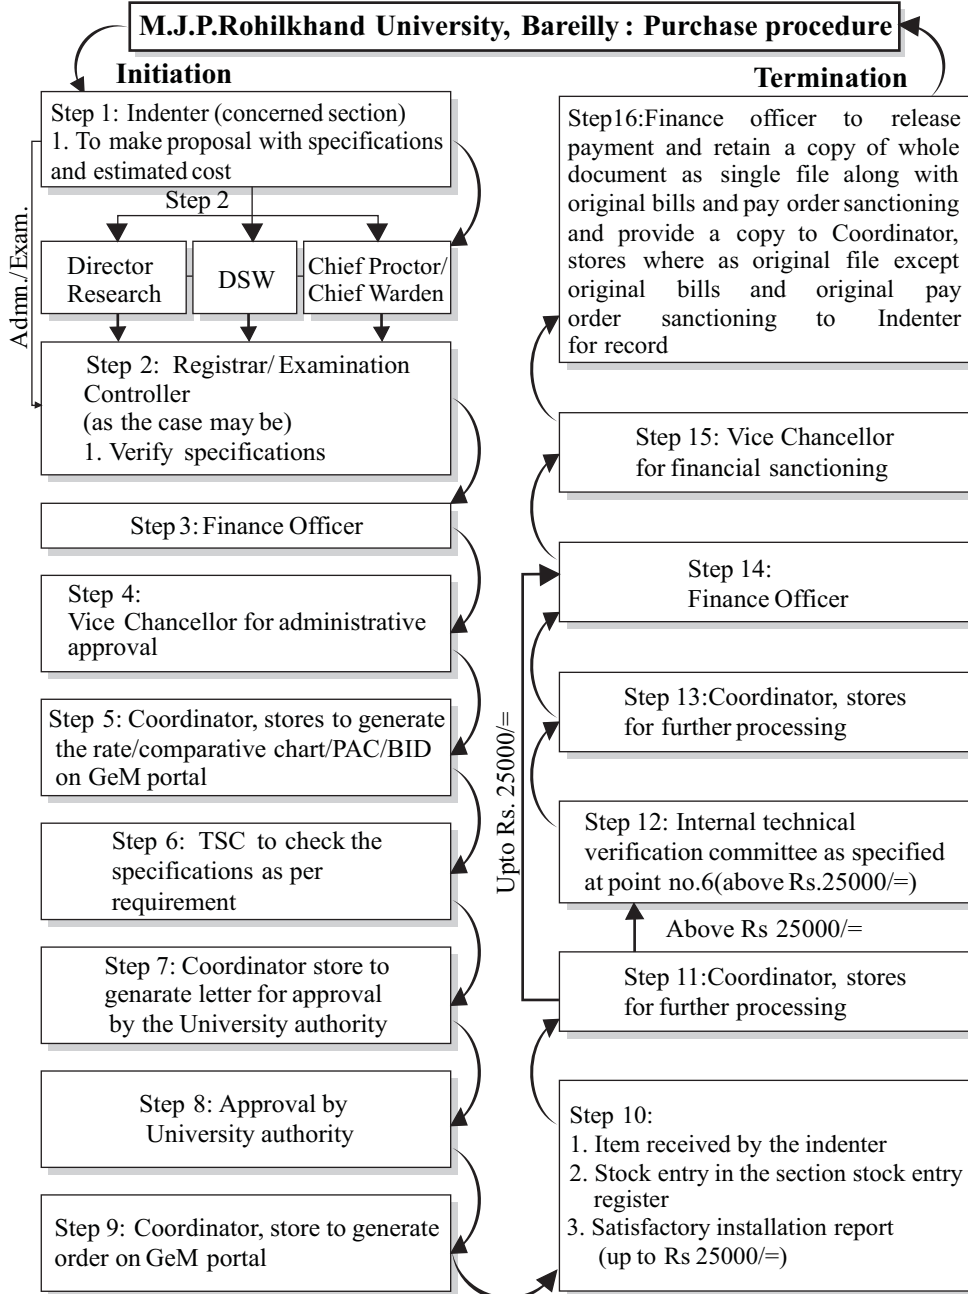 M.J.P.Rohilkhand University, Bareilly : Purchase procedure
Initiation
Step 1: Indenter (concerned section)
1. To make proposal with specifications
and estimated cost
Admn./Exam.
Step 2
Director
Research
DSW
Chief Proctor/
Chief Warden
Step 2: Registrar/ Examination
Controller
(as the case may be)
1. Verify specifications
Step 3: Finance Officer
Step 4:
Vice Chancellor for administrative
approval
Step 5: Coordinator, stores to generate
the rate/comparative chart/PAC/BID
on GeM portal
Step 6: TSC to check the
specifications as per
requirement
Step 7: Coordinator store to
genarate letter for approval
by the University authority
Step 8: Approval by
University authority
Step 9: Coordinator, store to generate
order on GeM portal
Termination
Step16:Finance officer to release
payment and retain a copy of whole
document as single file along with
original bills and pay order sanctioning
and provide a copy to Coordinator,
stores where as original file except
original bills and original pay
order sanctioning to Indenter
for record
Step 15: Vice Chancellor
for financial sanctioning
Step 14:
Finance Officer
Step 13:Coordinator, stores
for further processing
Upto Rs. 25000/=
Step 12: Internal technical
verification committee as specified
at point no.6(above Rs.25000/=)
Above Rs 25000/=
Step 11:Coordinator, stores
for further processing
Step 10:
1. Item received by the indenter
2. Stock entry in the section stock entry
register
3. Satisfactory installation report
(up to Rs 25000/=)